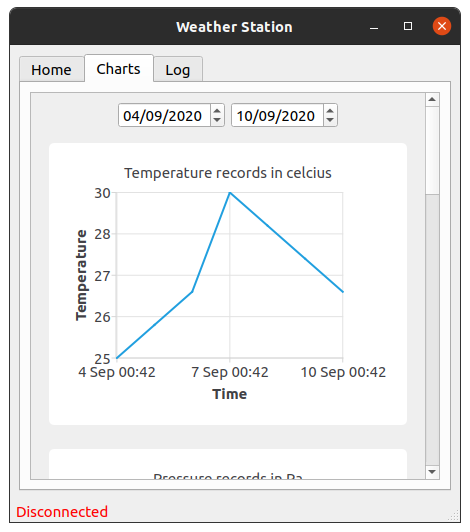 Weather Station
Home Charts Log
04/09/2020 10/09/2020
Temperature records in celcius
30
28
27
26
25
Temperature
4 Sep 00:42 7 Sep 00:42 10 Sep 00:42
Time
Pressure records in Pa
Disconnected